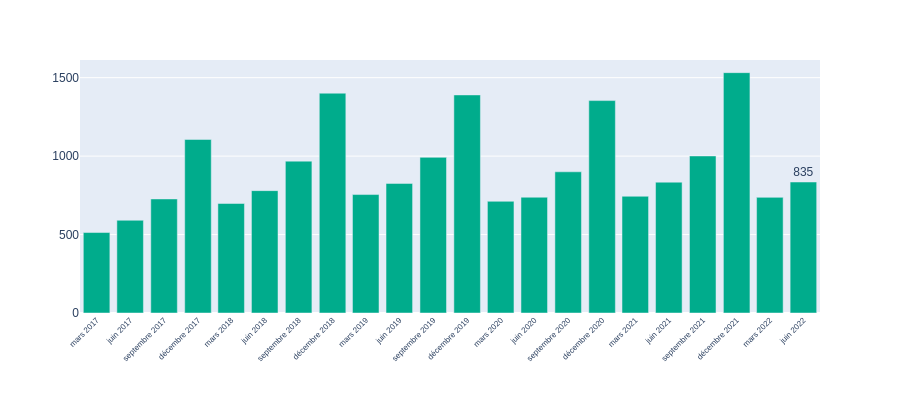 1500
1000
500
0
835
mars 2017
juin 2017
septembre 2017
décembre 2017
mars 2018
juin 2018
septembre 2018
décembre 2018
mars 2019
juin 2019
septembre 2019
décembre 2019
mars 2020
juin 2020
septembre 2020
décembre 2020
mars 2021
juin 2021
septembre 2021
décembre 2021
mars 2022
juin 2022